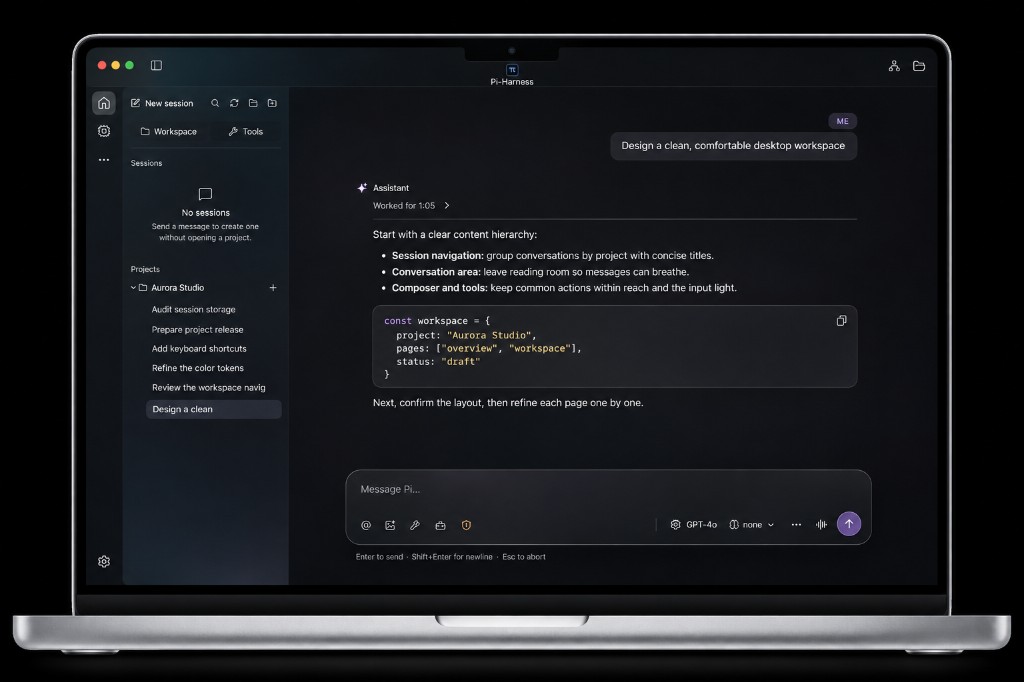 π
Pi-Harness
New session
Workspace
Tools
Sessions
No sessions
Send a message to create one
without opening a project.
Projects
Aurora Studio
Audit session storage
Prepare project release
Add keyboard shortcuts
Refine the color tokens
Review the workspace navig
Design a clean
ME
Design a clean, comfortable desktop workspace
Assistant
Worked for 1:05
Start with a clear content hierarchy:
• Session navigation: group conversations by project with concise titles.
• Conversation area: leave reading room so messages can breathe.
• Composer and tools: keep common actions within reach and the input light.
const workspace = {
project: "Aurora Studio",
pages: ["overview", "workspace"],
status: "draft"
}
Next, confirm the layout, then refine each page one by one.
Message Pi...
GPT-4o
none
Enter to send · Shift+Enter for newline · Esc to abort